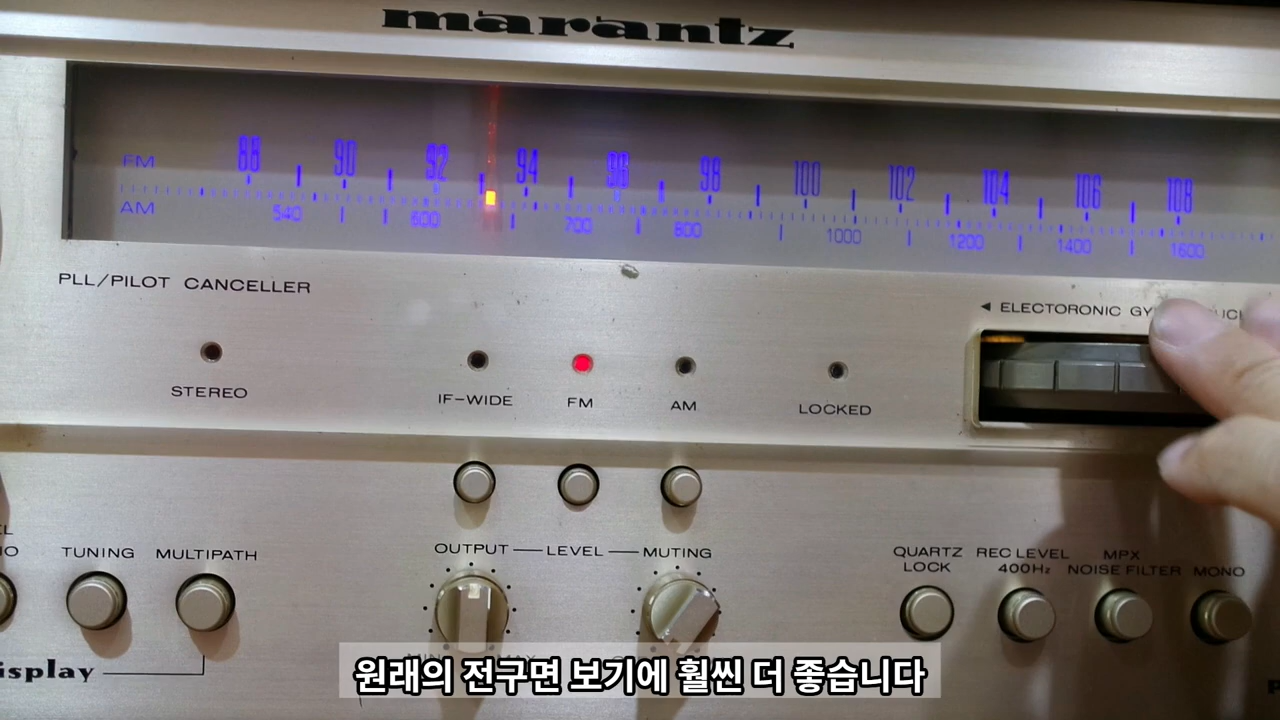 marantz
FM 88 90 92 94 96 98 100 102 104 106 108
AM 540 600 700 800 1000 1200 1400 1600
PLL/PILOT CANCELLER
◄ ELECTORONIC
STEREO
IF-WIDE
FM
AM
LOCKED
TUNING
MULTIPATH
OUTPUT — LEVEL — MUTING
QUARTZ LOCK
REC LEVEL 400Hz
MPX NOISE FILTER
MONO
원래의 전구면 보기에 훨씬 더 좋습니다